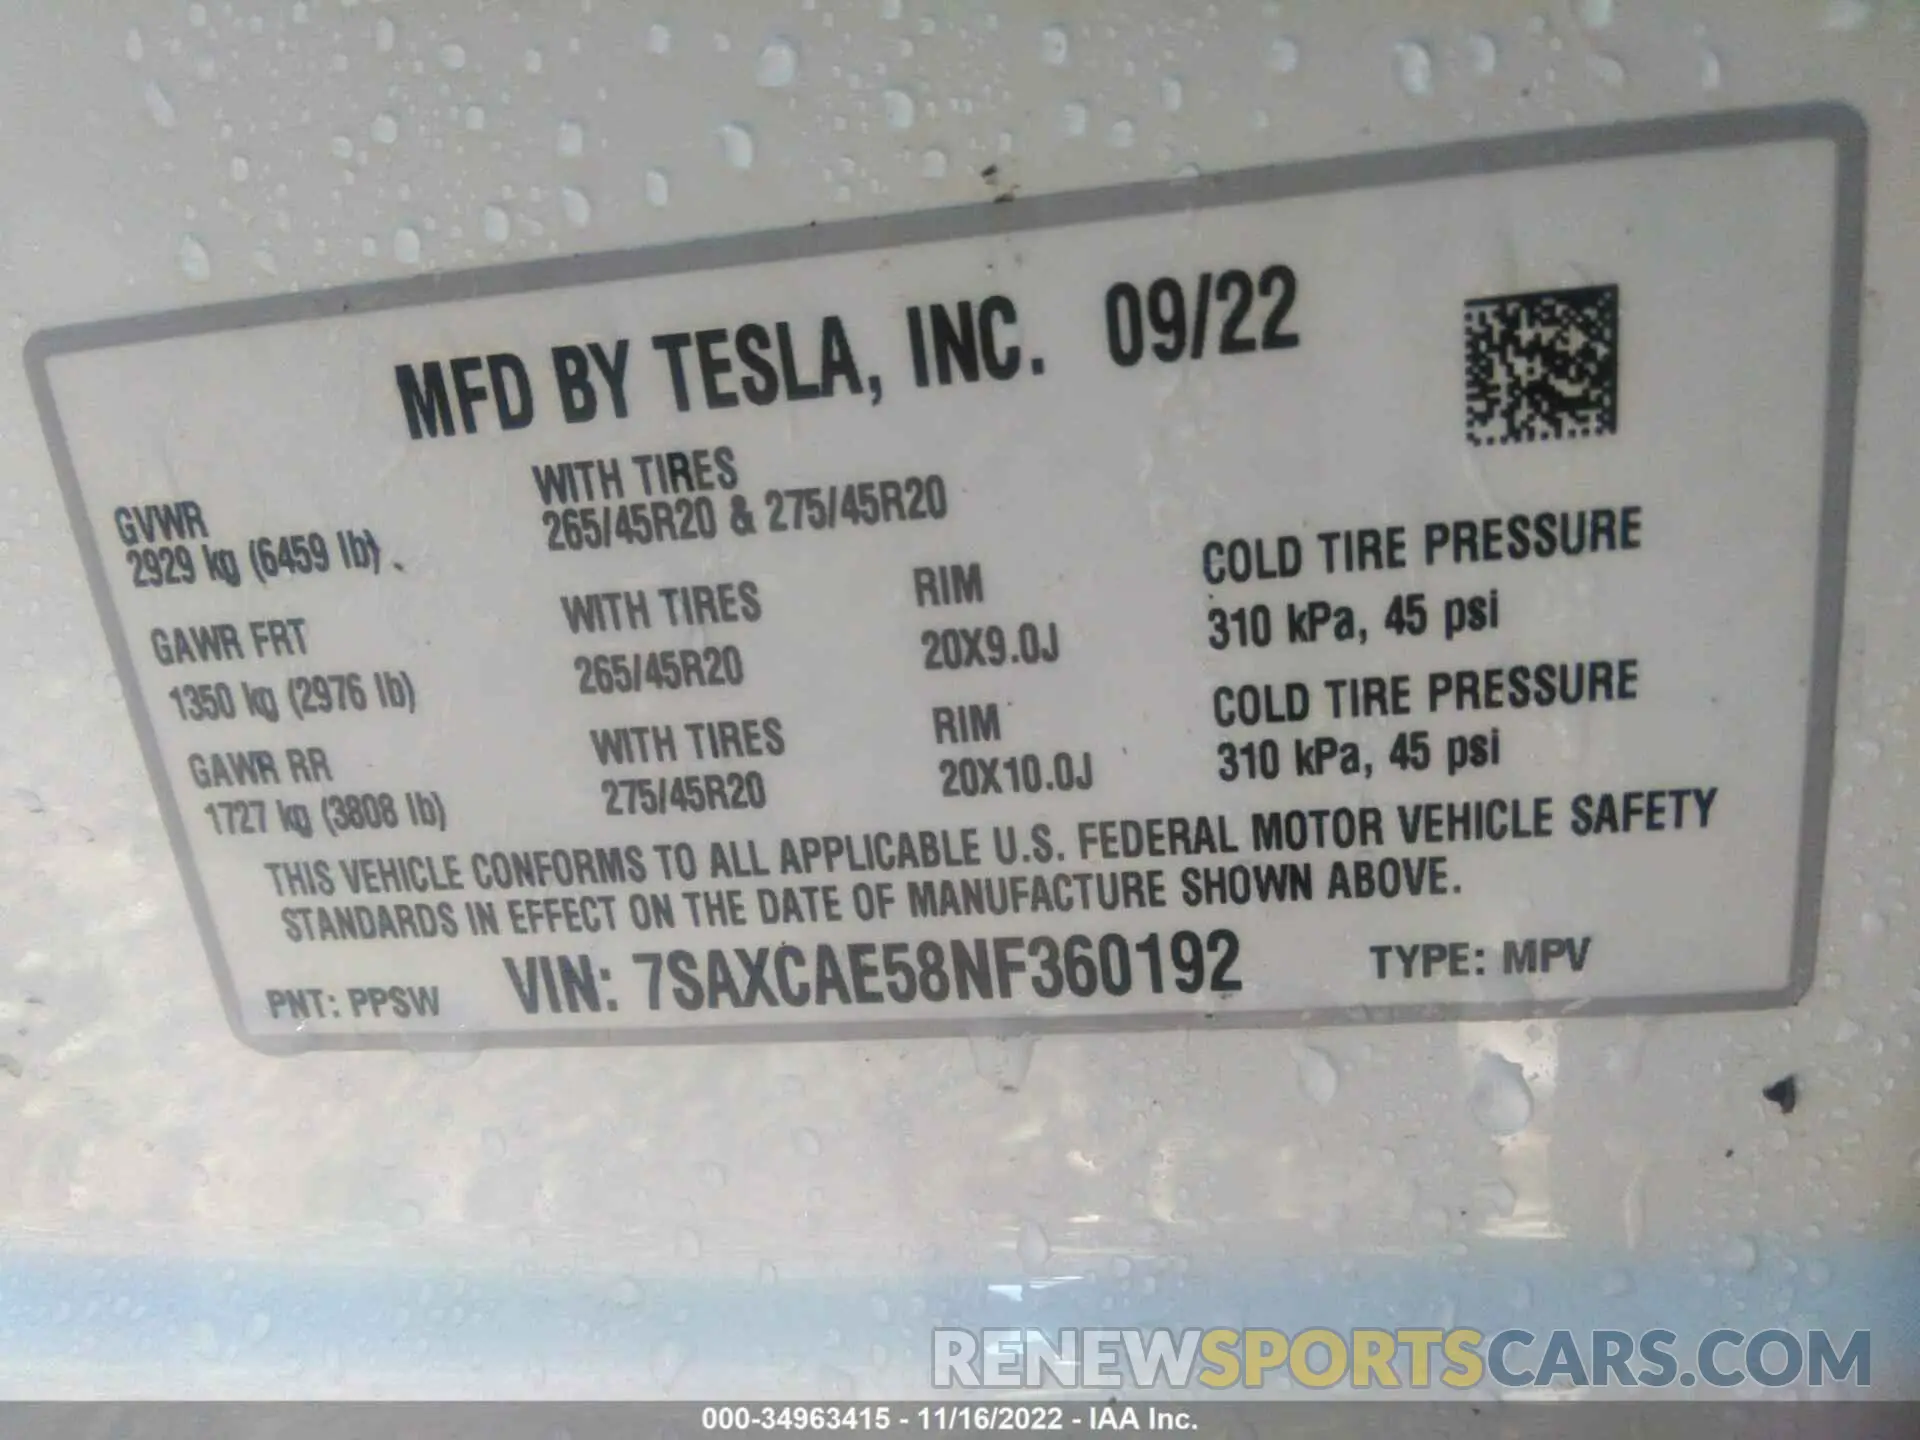 MFD BY TESLA, INC. 09/22
GVWR WITH TIRES
2929 kg (6459 lb) 265/45R20 & 275/45R20
GAWR FRT WITH TIRES RIM COLD TIRE PRESSURE
1350 kg (2976 lb) 265/45R20 20X9.0J 310 kPa, 45 psi
GAWR RR WITH TIRES RIM COLD TIRE PRESSURE
1727 kg (3808 lb) 275/45R20 20X10.0J 310 kPa, 45 psi
THIS VEHICLE CONFORMS TO ALL APPLICABLE U.S. FEDERAL MOTOR VEHICLE SAFETY
STANDARDS IN EFFECT ON THE DATE OF MANUFACTURE SHOWN ABOVE.
PNT: PPSW VIN: 7SAXCAE58NF360192 TYPE: MPV
RENEWSPORTSCARS.COM
000-34963415 - 11/16/2022 - IAA Inc.